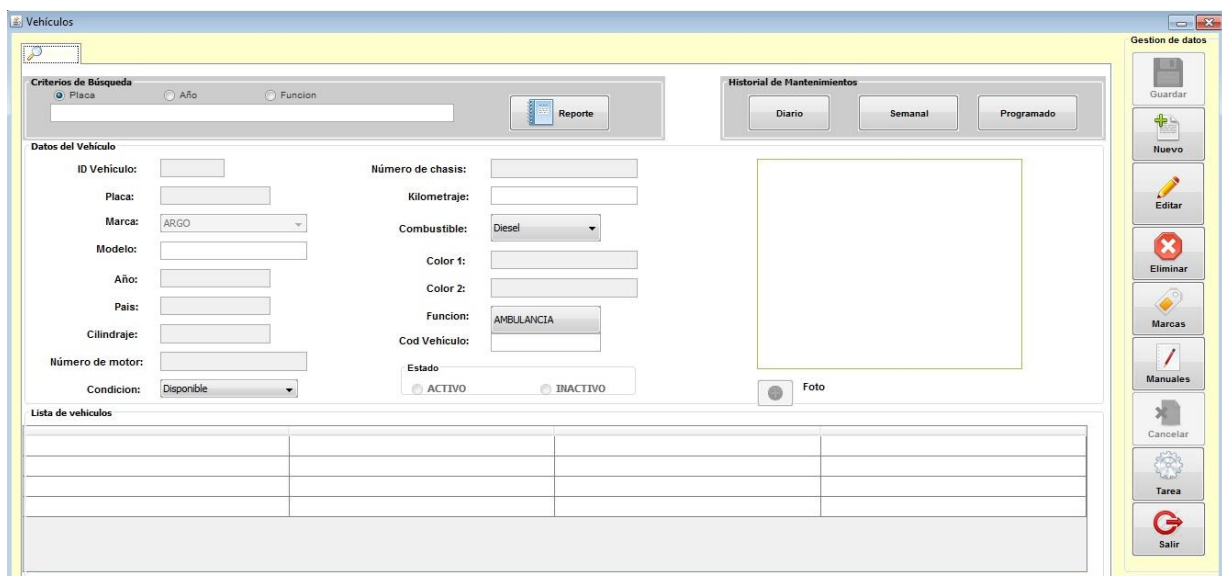 Vehículos
Gestion de datos
Criterios de Búsqueda
Placa Año Funcion
Reporte
Historial de Mantenimientos
Diario Semanal Programado
Datos del Vehículo
ID Vehículo:
Placa:
Marca: ARGO
Modelo:
Año:
Pais:
Cilindraje:
Número de motor:
Condicion: Disponible
Número de chasis:
Kilometraje:
Combustible: Diesel
Color 1:
Color 2:
Funcion: AMBULANCIA
Cod Vehículo:
Estado
ACTIVO INACTIVO
Foto
Lista de vehiculos
Guardar
Nuevo
Editar
Eliminar
Marcas
Manuales
Cancelar
Tarea
Salir